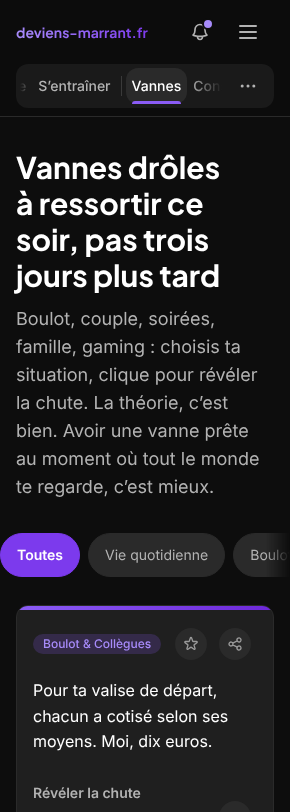 deviens-marrant.fr
S'entraîner Vannes
Vannes drôles
à ressortir ce
soir, pas trois
jours plus tard
Boulot, couple, soirées,
famille, gaming : choisis ta
situation, clique pour révéler
la chute. La théorie, c'est
bien. Avoir une vanne prête
au moment où tout le monde
te regarde, c'est mieux.
Toutes Vie quotidienne
Boulot & Collègues
Pour ta valise de départ,
chacun a cotisé selon ses
moyens. Moi, dix euros.
Révéler la chute